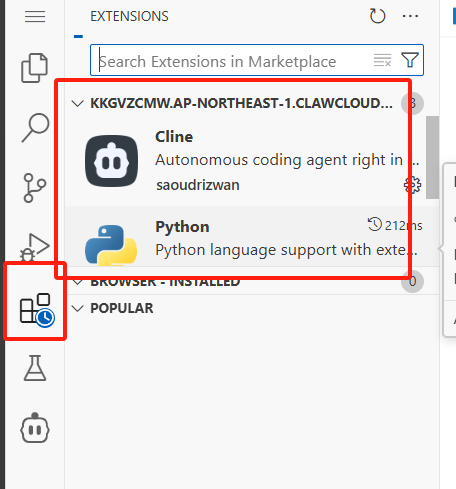 EXTENSIONS
Search Extensions in Marketplace
KKGVZCMW.AP-NORTHEAST-1.CLAWCLOUD... 3
Cline
Autonomous coding agent right in ...
saoudrizwan
Python 212ms
Python language support with exte...
BROWSER - INSTALLED 0
POPULAR